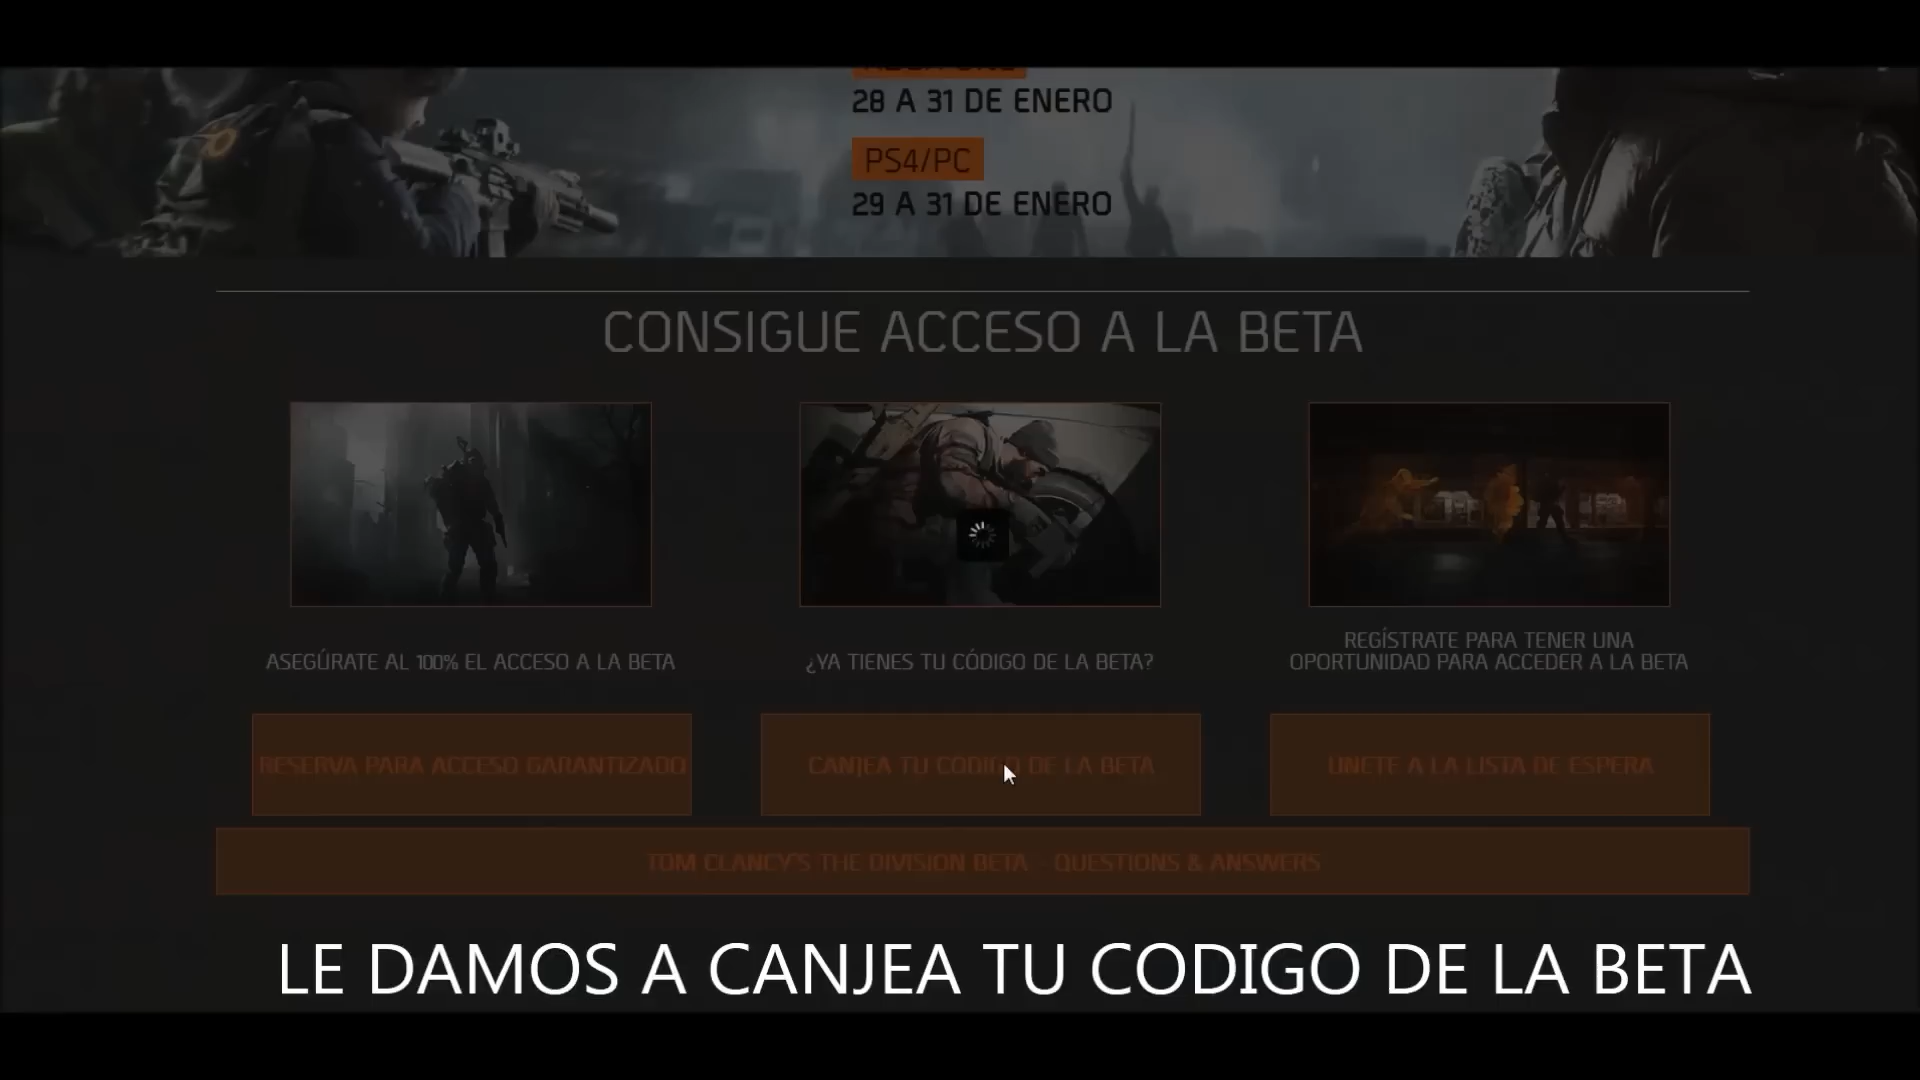 28 A 31 DE ENERO
PS4/PC
29 A 31 DE ENERO
CONSIGUE ACCESO A LA BETA
ASEGÚRATE AL 100% EL ACCESO A LA BETA
¿YA TIENES TU CÓDIGO DE LA BETA?
REGÍSTRATE PARA TENER UNA
OPORTUNIDAD PARA ACCEDER A LA BETA
RESERVA PARA ACCESO GARANTIZADO
CANJEA TU CÓDIGO DE LA BETA
ÚNETE A LA LISTA DE ESPERA
TOM CLANCY'S THE DIVISION BETA - QUESTIONS & ANSWERS
LE DAMOS A CANJEA TU CODIGO DE LA BETA